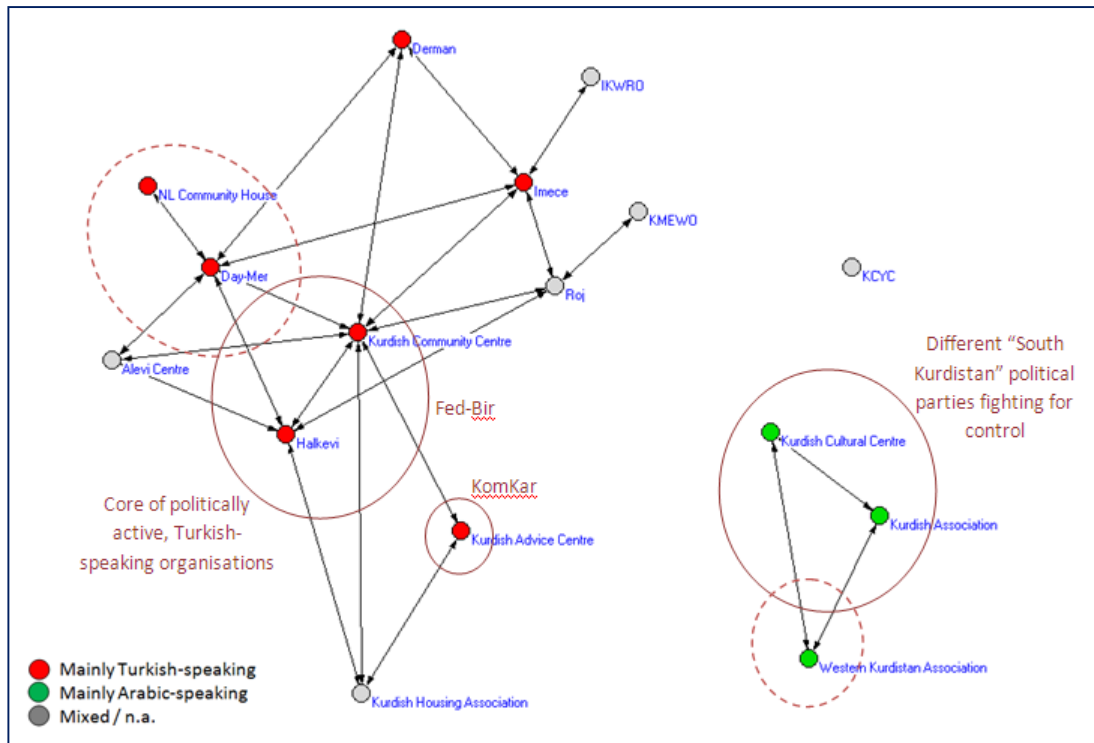 Derman
IKWRO
NL Community House
Imece
KMEWO
Day-Mer
KCYC
Roj
Kurdish Community Centre
Alevi Centre
Different “South
Kurdistan” political
parties fighting for
control
Fed-Bir
Halkevi
Kurdish Cultural Centre
KomKar
Core of politically
active, Turkish-
speaking organisations
Kurdish Advice Centre
Kurdish Association
Mainly Turkish-speaking
Mainly Arabic-speaking
Mixed / n.a.
Kurdish Housing Association
Western Kurdistan Association